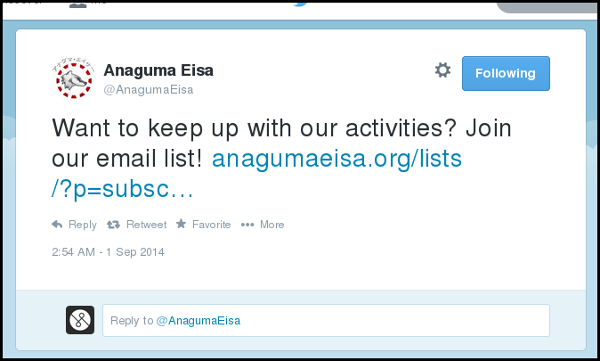 Anaguma Eisa
@AnagumaEisa
Following
Want to keep up with our activities? Join
our email list! anagumaeisa.org/lists
/?p=subsc…
Reply Retweet Favorite More
2:54 AM - 1 Sep 2014
Reply to @AnagumaEisa